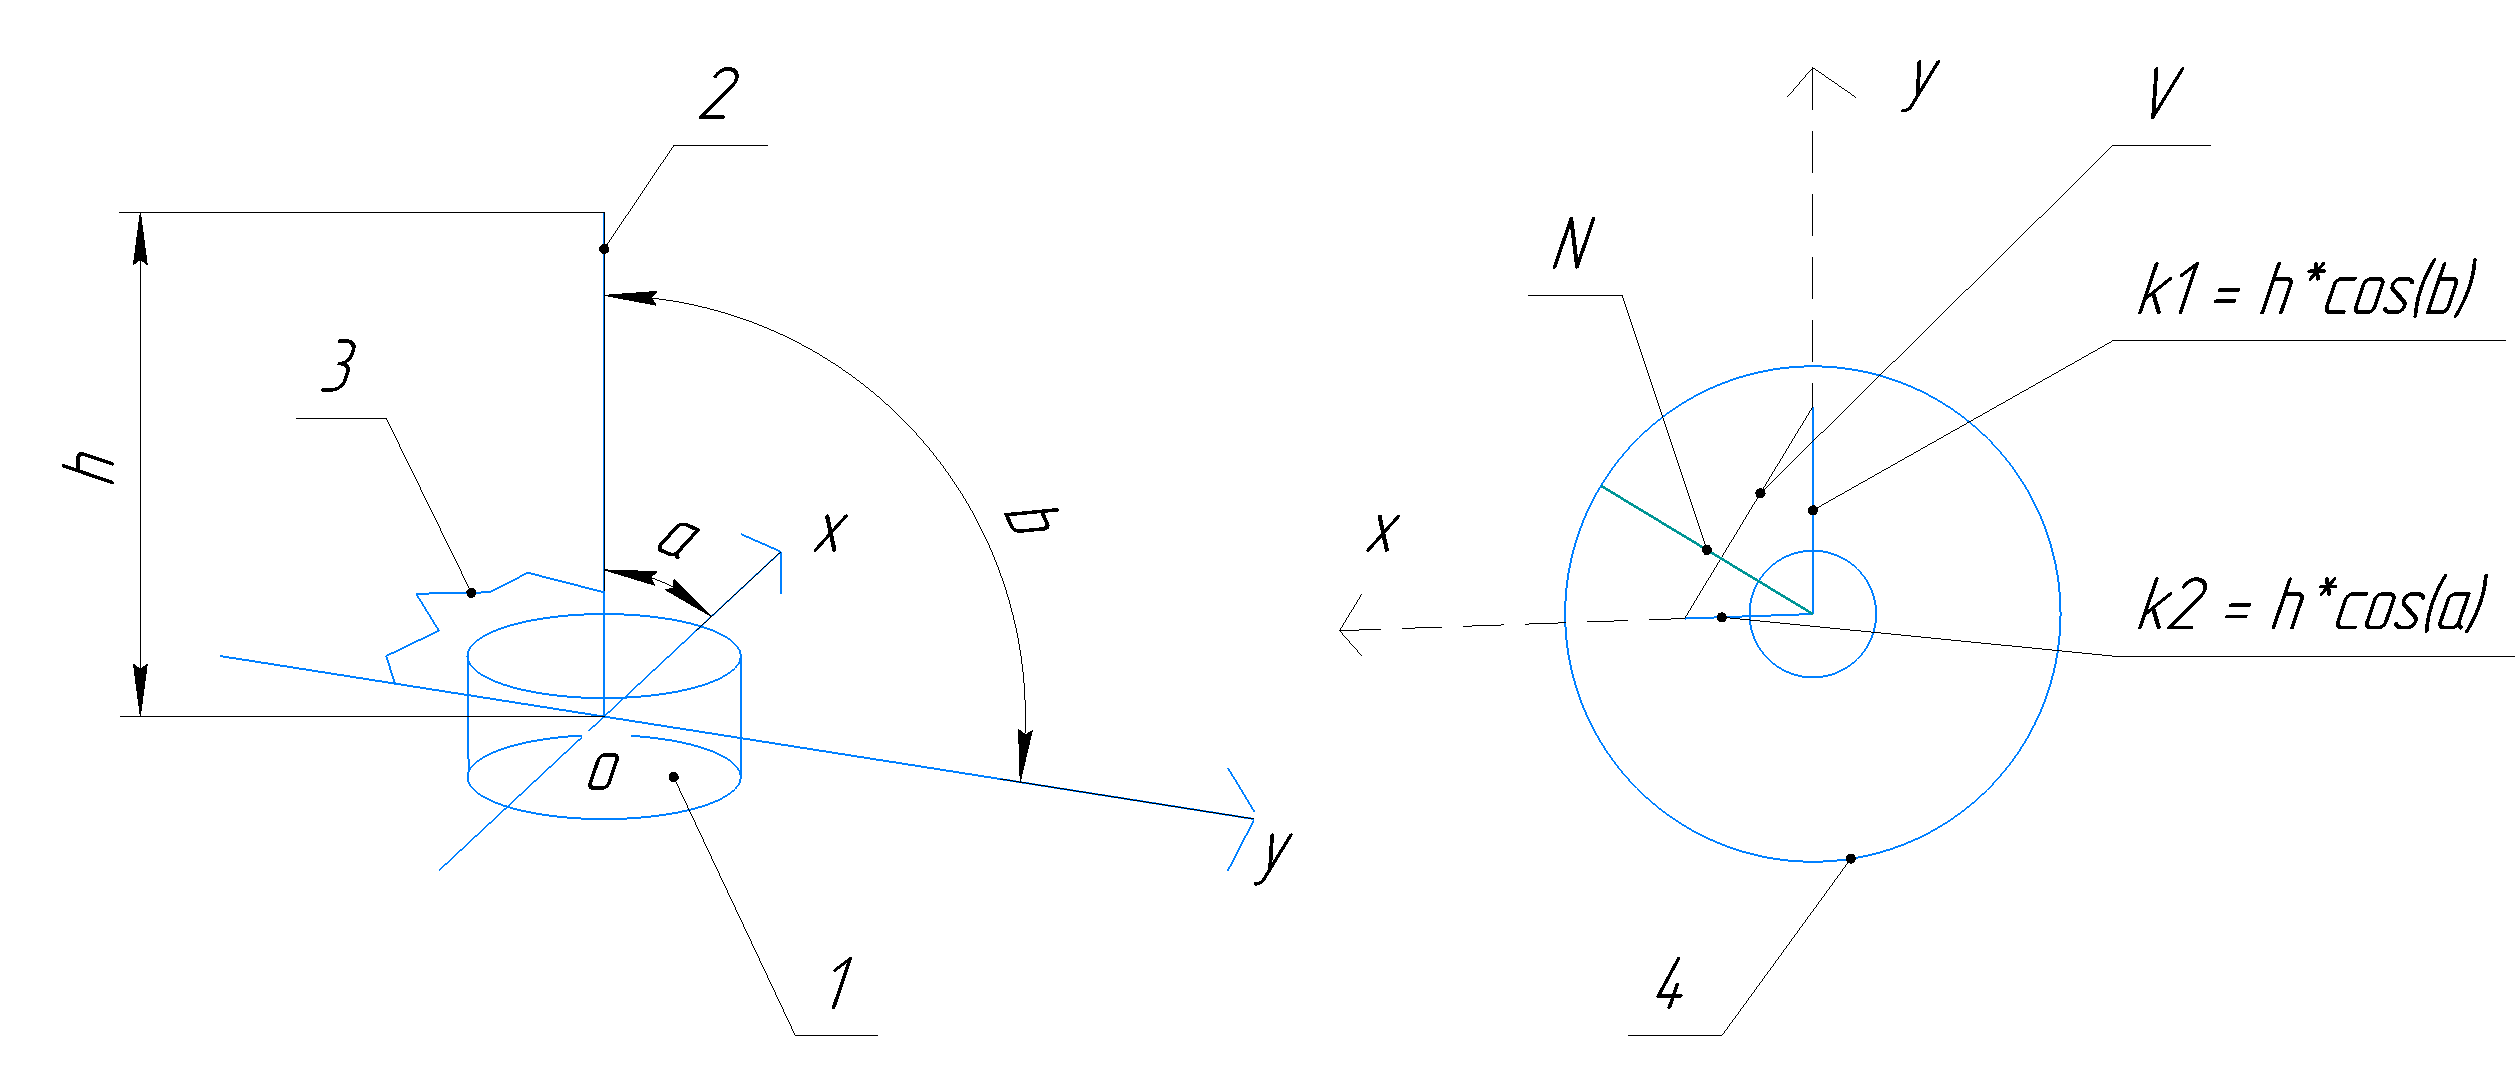 2
h
3
a
x
b
y
O
1
y
V
N
x
k1 = h*cos(b)
k2 = h*cos(a)
4